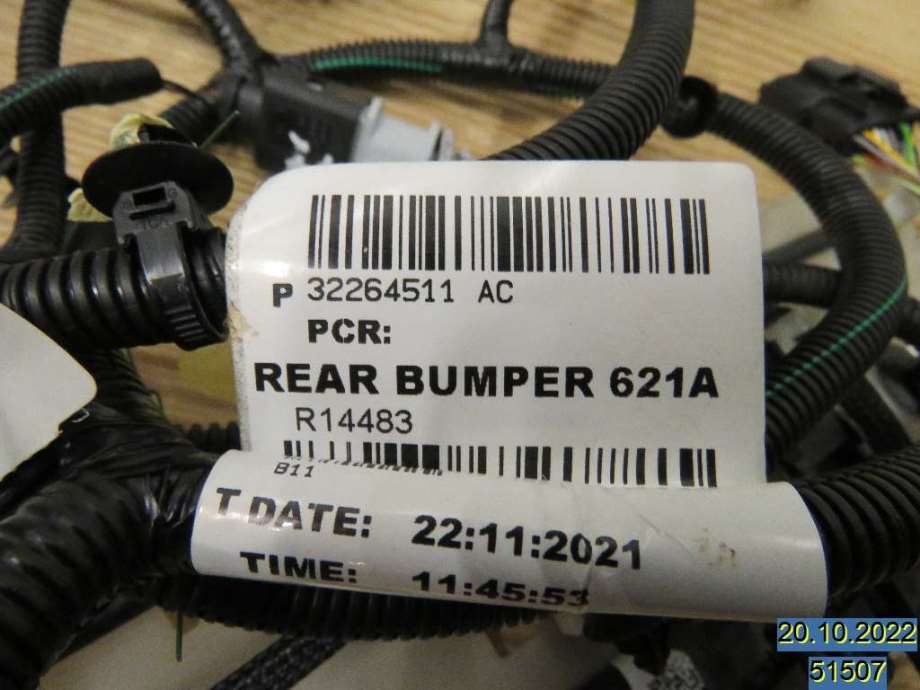 P 32264511 AC
PCR:
REAR BUMPER 621A
R14483
B11
T DATE: 22:11:2021
TIME: 11:45:53
20.10.2022
51507